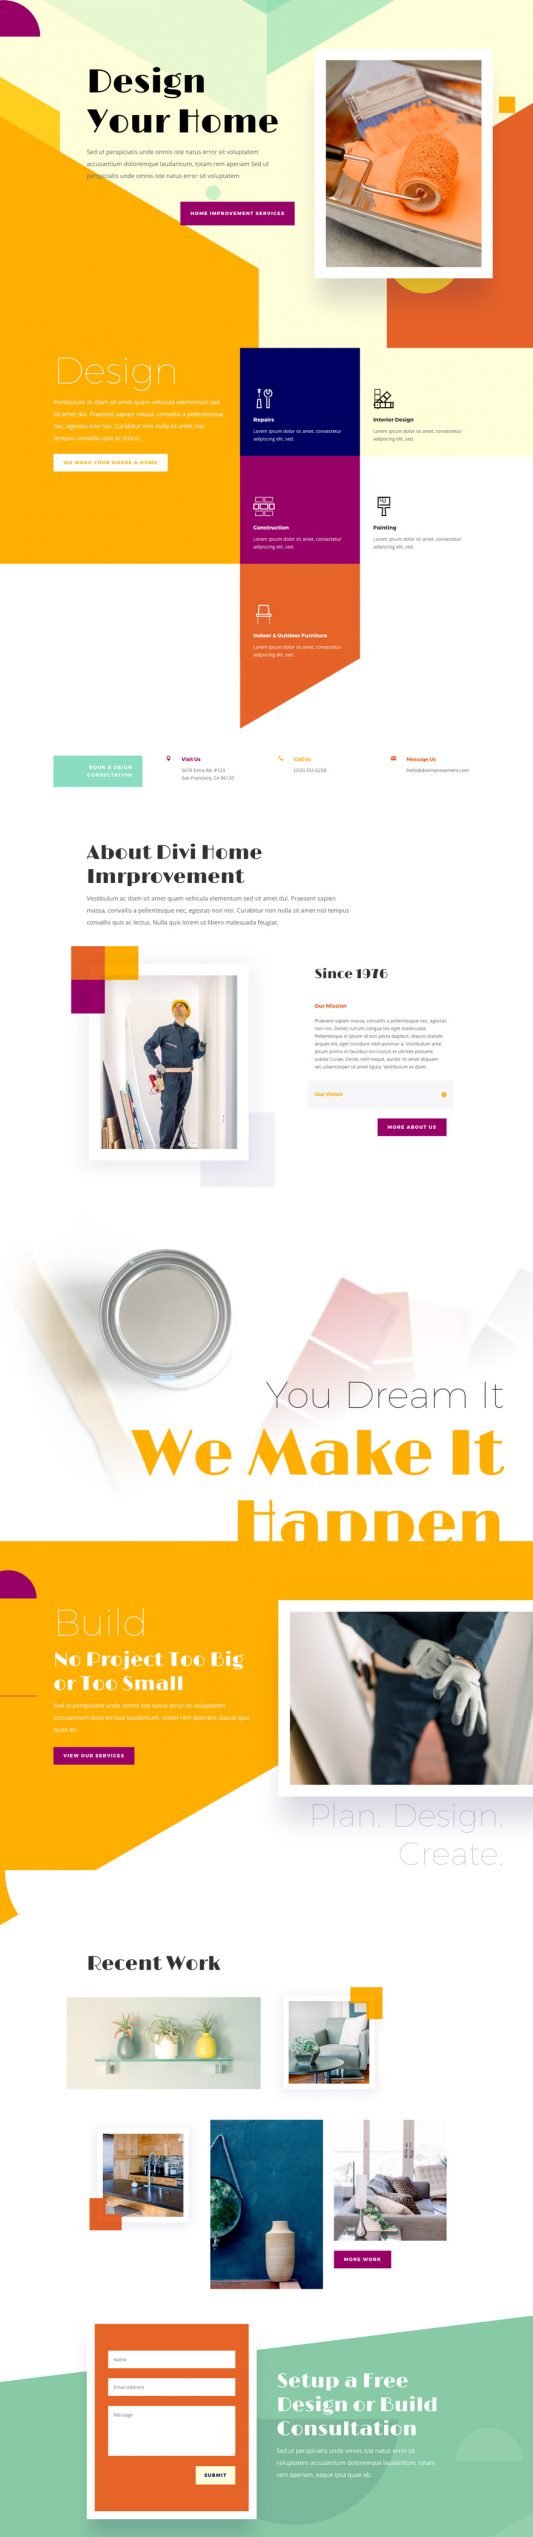 Design
Your Home
Sed ut perspiciatis unde omnis iste natus error sit voluptatem
accusantium doloremque laudantium, totam rem aperiam Sed ut
perspiciatis unde omnis iste natus error sit voluptatem
HOME IMPROVEMENT SERVICES
Design
Vestibulum ac diam sit amet quam vehicula elementum sed
sit amet dui. Praesent sapien massa, convallis a pellentesque
nec, egestas non nisi. Curabitur non nulla sit amet nisl
tempus convallis quis ac lectus.
WE MAKE YOUR HOUSE A HOME
Repairs
Lorem ipsum dolor sit amet, consectetur
adipiscing elit, sed.
Interior Design
Lorem ipsum dolor sit amet, consectetur
adipiscing elit, sed.
Construction
Lorem ipsum dolor sit amet, consectetur
adipiscing elit, sed.
Painting
Lorem ipsum dolor sit amet, consectetur
adipiscing elit, sed.
Indoor & Outdoor Furniture
Lorem ipsum dolor sit amet, consectetur
adipiscing elit, sed.
BOOK A DEIGN
CONSULTATION
Visit Us
5678 Extra Rd. #123
San Francisco, CA 96120
Call Us
(255) 352-6258
Message Us
hello@diviimprovement.com
About Divi Home
Imrprovement
Vestibulum ac diam sit amet quam vehicula elementum sed sit amet dui. Praesent sapien
massa, convallis a pellentesque nec, egestas non nisi. Curabitur non nulla sit amet nisl tempus
convallis quis ac lectus. Nulla quis lorem ut libero malesuada feugiat.
Since 1976
Our Mission
Praesent sapien massa, convallis a pellentesque nec, egestas
non nisi. Donec rutrum congue leo eget malesuada.
Pellentesque in ipsum id orci porta dapibus. Mauris blandit
aliquet elit, eget tincidunt nibh pulvinar a. Vestibulum ante
ipsum primis in faucibus orci luctus et ultrices posuere
cubilia Curae; Donec velit neque, auctor sit amet aliquam
vel, ullamcorper sit amet ligula. Vestibulum ac diam
Our Vision
MORE ABOUT US
You Dream It
We Make It
Happen
Build
No Project Too Big
or Too Small
Sed ut perspiciatis unde omnis iste natus error sit voluptatem
accusantium doloremque laudantium, totam rem aperiam, eaque ipsa
quae ab.
VIEW OUR SERVICES
Plan. Design.
Create.
Recent Work
MORE WORK
Name
Email Address
Message
SUBMIT
Setup a Free
Design or Build
Consultation
Sed ut perspiciatis unde omnis iste natus error sit
voluptatem accusantium doloremque laudantium, totam
rem aperiam, eaque ipsa quae ab.